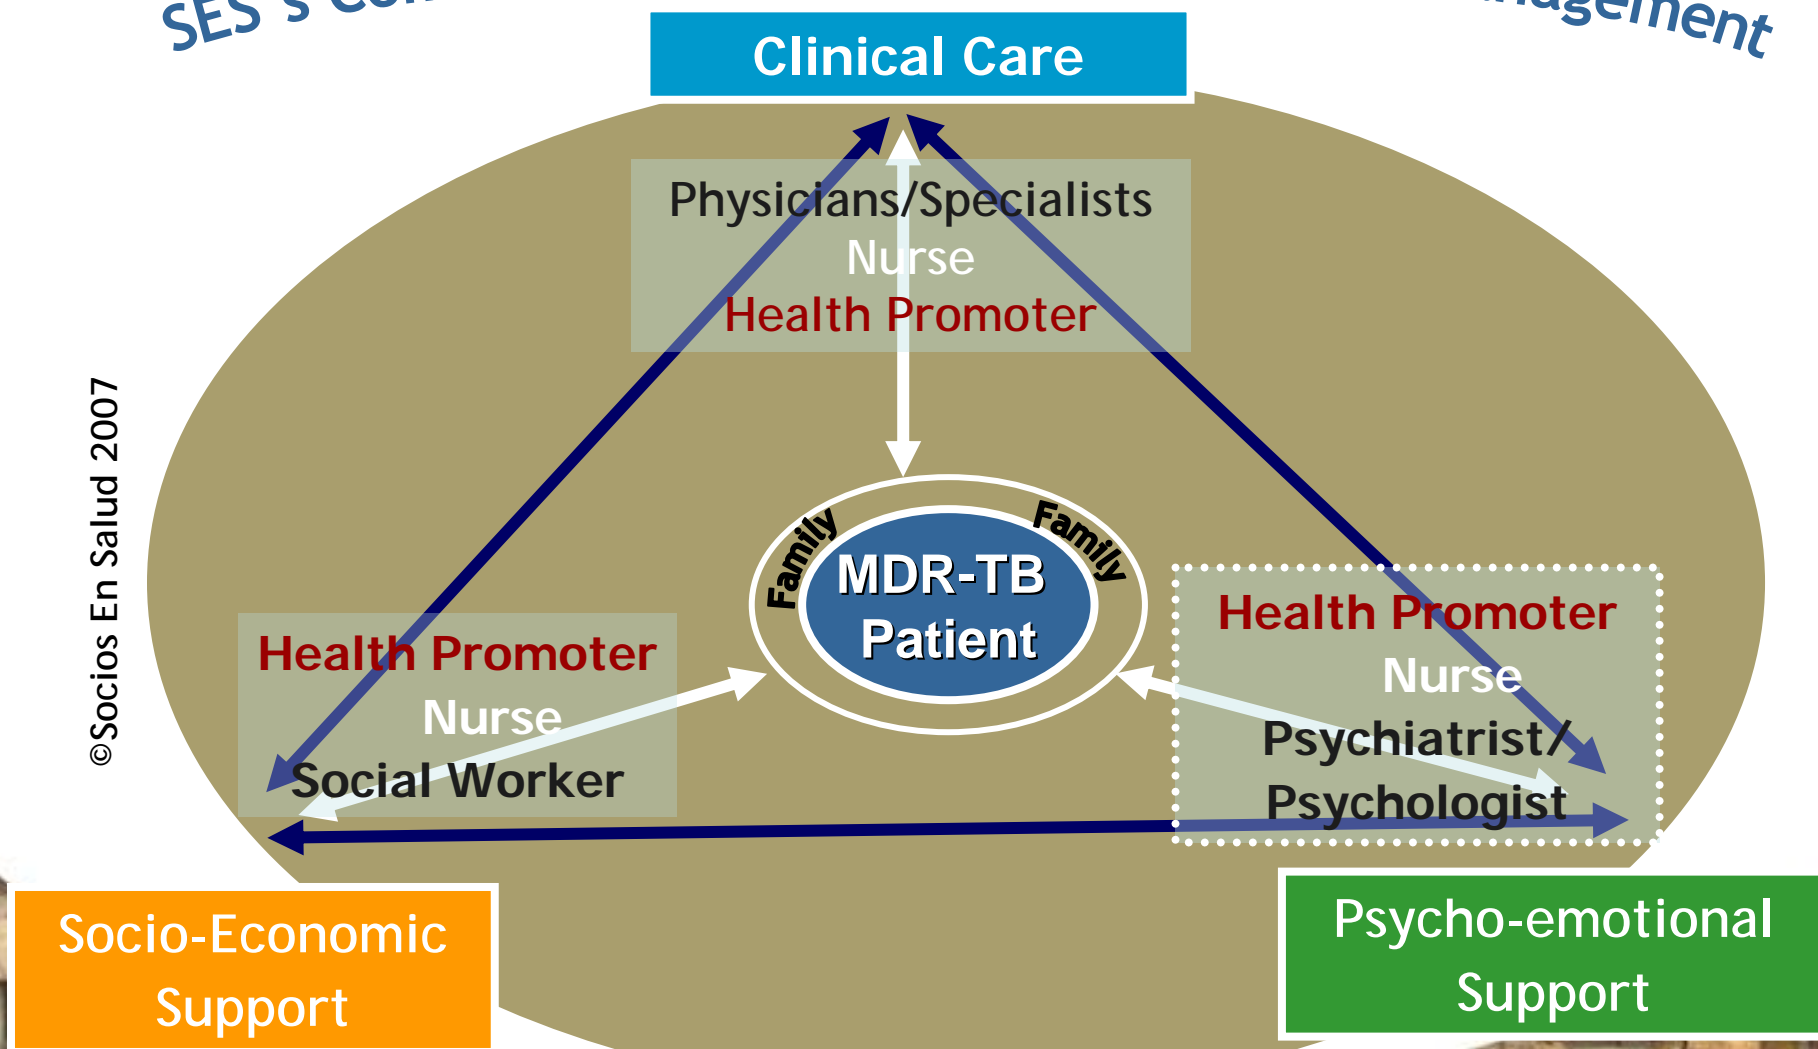 SES's
Clinical Care
Physicians/Specialists
Nurse
Health Promoter
©Socios En Salud 2007
Family
Family
MDR-TB
Patient
Health Promoter
Nurse
Social Worker
Health Promoter
Nurse
Psychiatrist/
Psychologist
Socio-Economic
Support
Psycho-emotional
Support